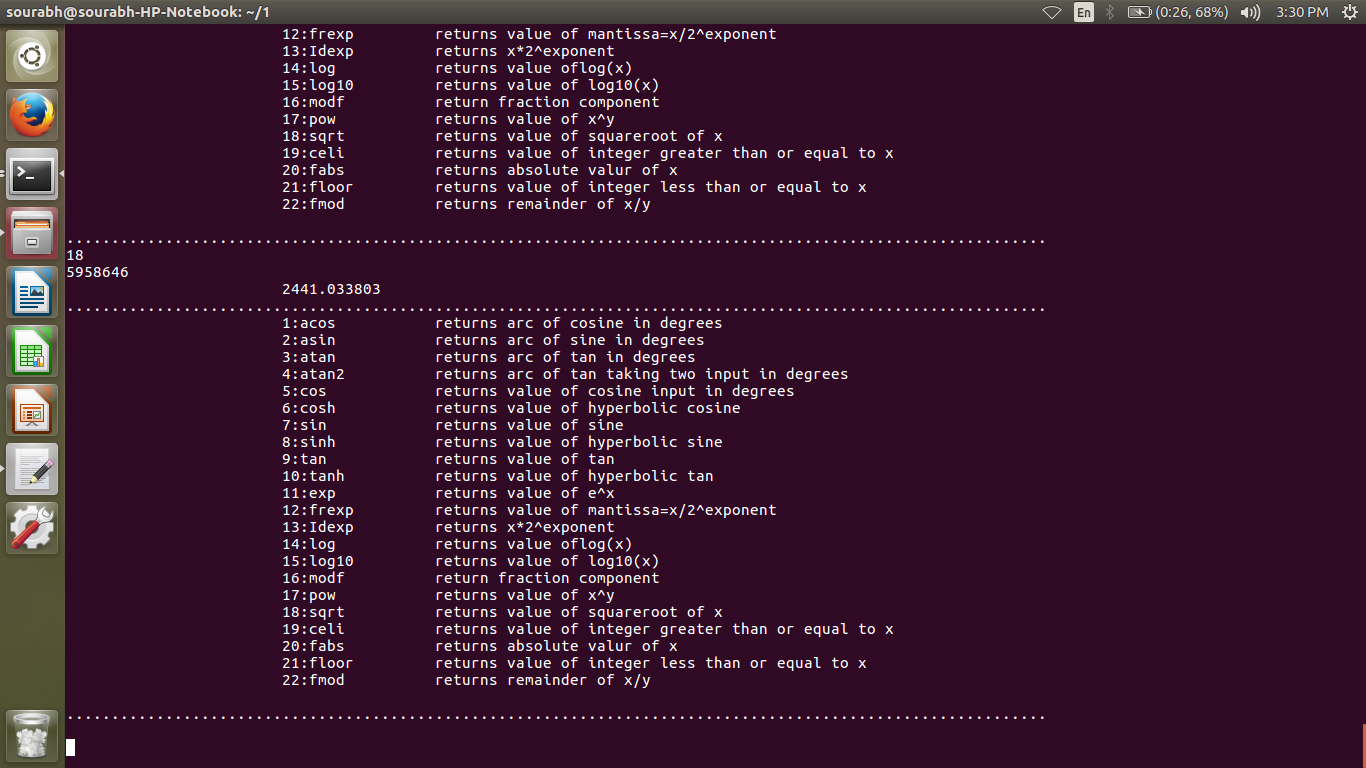 sourabh@sourabh-HP-Notebook: ~/1 En (0:26, 68%) 3:30 PM
12:frexp returns value of mantissa=x/2^exponent
13:Idexp returns x*2^exponent
14:log returns value oflog(x)
15:log10 returns value of log10(x)
16:modf return fraction component
17:pow returns value of x^y
18:sqrt returns value of squareroot of x
19:celi returns value of integer greater than or equal to x
20:fabs returns absolute valur of x
21:floor returns value of integer less than or equal to x
22:fmod returns remainder of x/y
.............................................................................................................
18
5958646
2441.033803
.............................................................................................................
1:acos returns arc of cosine in degrees
2:asin returns arc of sine in degrees
3:atan returns arc of tan in degrees
4:atan2 returns arc of tan taking two input in degrees
5:cos returns value of cosine input in degrees
6:cosh returns value of hyperbolic cosine
7:sin returns value of sine
8:sinh returns value of hyperbolic sine
9:tan returns value of tan
10:tanh returns value of hyperbolic tan
11:exp returns value of e^x
12:frexp returns value of mantissa=x/2^exponent
13:Idexp returns x*2^exponent
14:log returns value oflog(x)
15:log10 returns value of log10(x)
16:modf return fraction component
17:pow returns value of x^y
18:sqrt returns value of squareroot of x
19:celi returns value of integer greater than or equal to x
20:fabs returns absolute valur of x
21:floor returns value of integer less than or equal to x
22:fmod returns remainder of x/y
.............................................................................................................